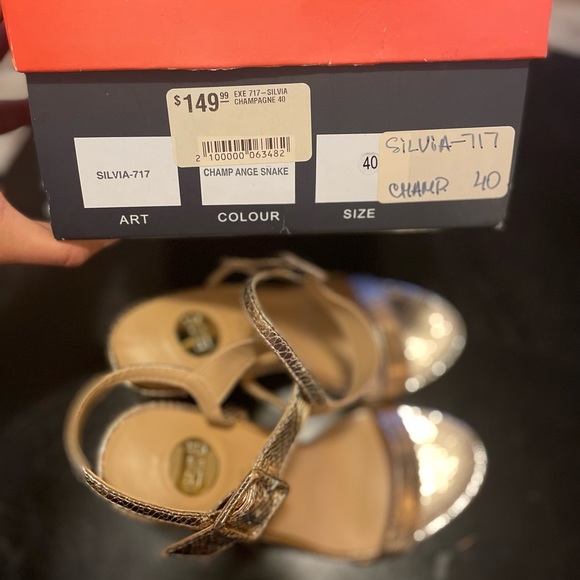 $149.99
EXE 717-SILVIA
CHAMPAGNE 40
2 100000 063482
SILVIA-717
CHAMP ANGE SNAKE
40
SILVIA-717
CHAMP. 40
ART
COLOUR
SIZE